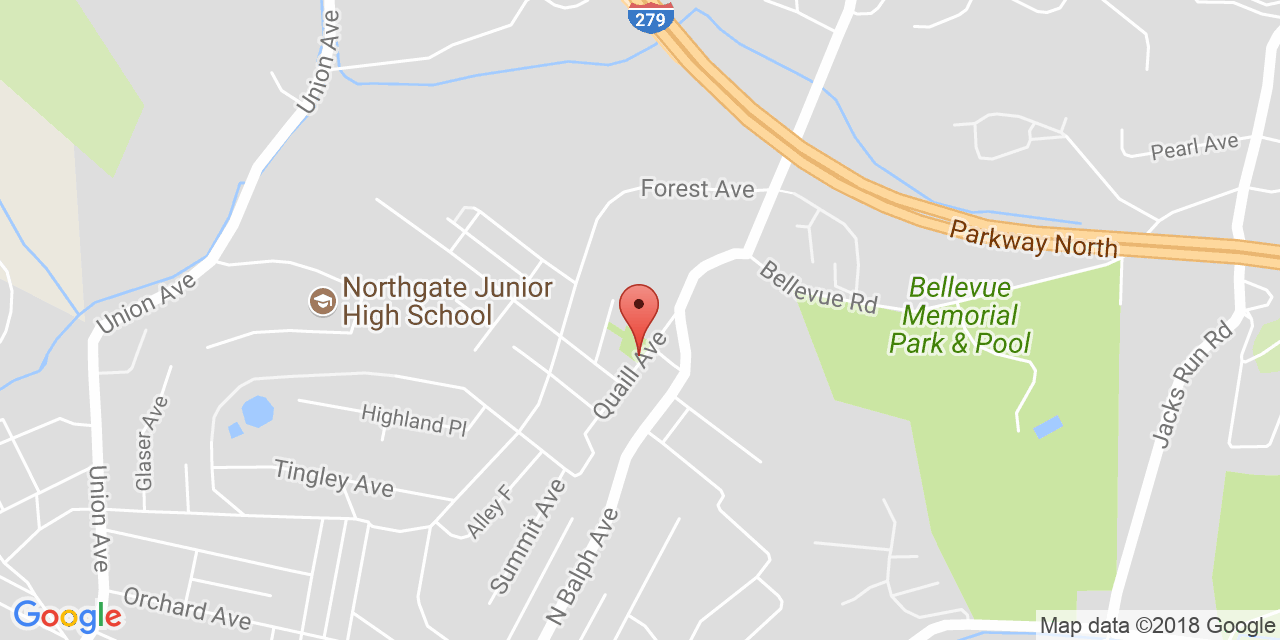 279
Union Ave
Pearl Ave
Forest Ave
Parkway North
Bellevue Rd
Bellevue
Memorial
Park & Pool
Northgate Junior
High School
Union Ave
Quaill Ave
Jacks Run Rd
Glaser Ave
Highland Pl
Tingley Ave
Union Ave
Alley F
Summit Ave
N Balph Ave
Orchard Ave
Google
Map data ©2018 Google